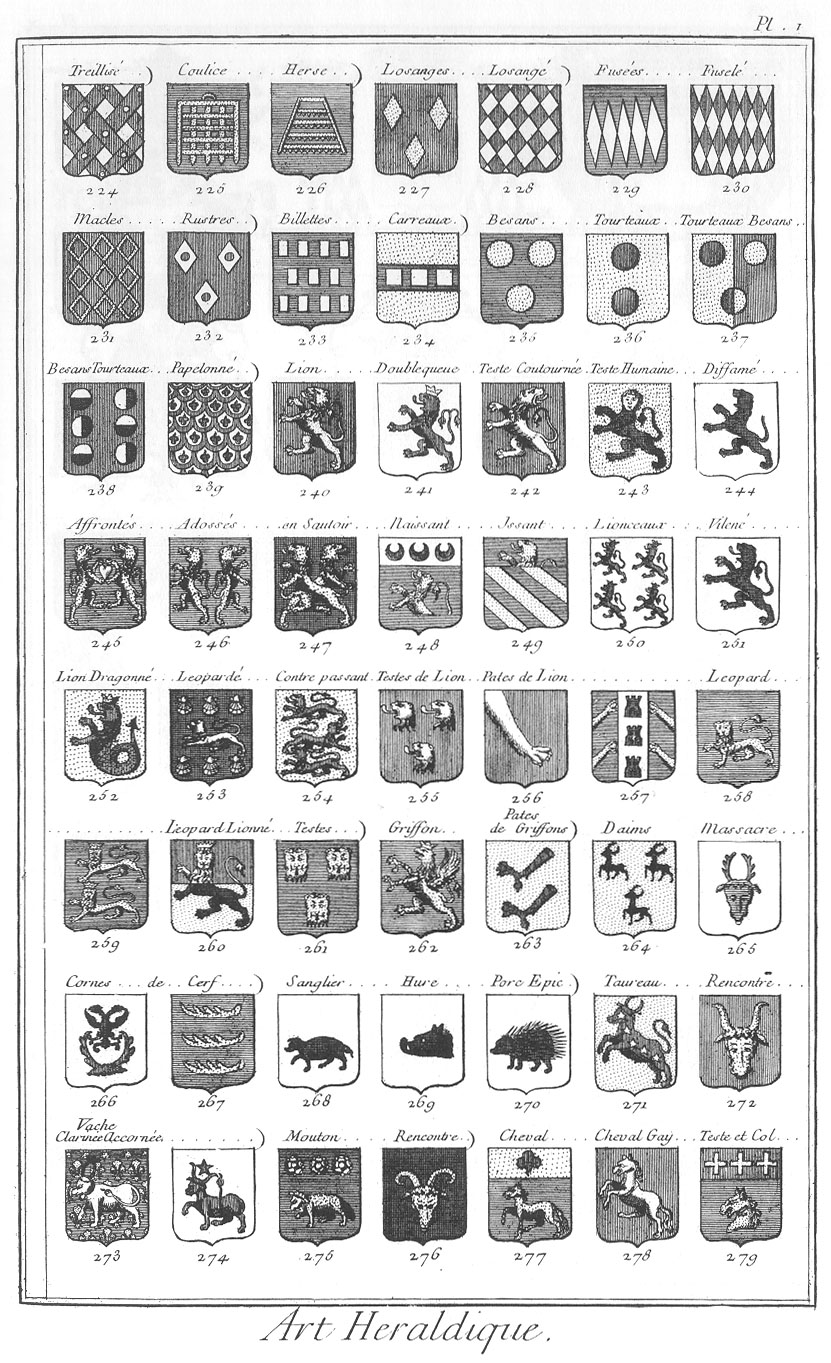 Pl. 1
Treillisé ) Coulice .... Herse ..) Losanges .... Losangé ) Fusées ..... Fuselé ...
224 225 226 227 228 229 230
Macles ..... Rustres ..) Billettes ..... Carreaux.) Besans ..... Tourteaux .. Tourteaux Besans ..
231 232 233 234 235 236 237
Besans Tourteaux ... Papelonné .) Lion ..... Double queue .. Teste Coutournée . Teste Humaine ... Diffamé ....
238 239 240 241 242 243 244
Affrontés .... Adossés .... en Sautoir .. Naissant .... Issant .... Lionceaux ... Vilené ...
245 246 247 248 249 250 251
Lion Dragonné .. Leopardé .... Contre passant . Testes de Lion .. Pates de Lion .......... Leopard ...
252 253 254 255 256 257 258
Pates
........... Leopard Lionné .. Testes ...) Griffon .. de Griffons) Daims .... Massacre ...
259 260 261 262 263 264 265
Cornes ... de .. Cerf ....) Sanglier .... Hure .... Porc Epic ) Taureau .... Rencontre ..
266 267 268 269 270 271 272
Vache
Clarinée Accornée ..........) Mouton ..... Rencontre ..) Cheval .... Cheval Gay ... Teste et Col ...
273 274 275 276 277 278 279
Art Heraldique.